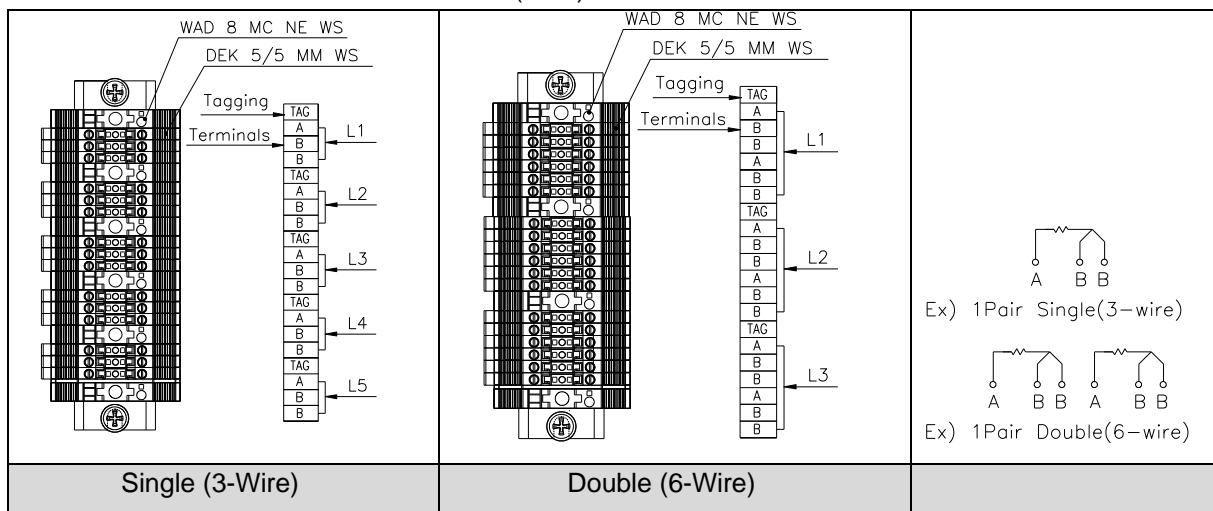 WAD 8 MC NE WS
DEK 5/5 MM WS
Tagging
Terminals
TAG
A
B
B
L1
TAG
A
B
B
L2
TAG
A
B
B
L3
TAG
A
B
B
L4
TAG
A
B
B
L5
WAD 8 MC NE WS
DEK 5/5 MM WS
Tagging
Terminals
TAG
A
B
B
A
B
B
L1
TAG
A
B
B
A
B
B
L2
TAG
A
B
B
A
B
B
L3
A B B
Ex) 1Pair Single(3-wire)
A B B A B B
Ex) 1Pair Double(6-wire)
Single (3-Wire)
Double (6-Wire)